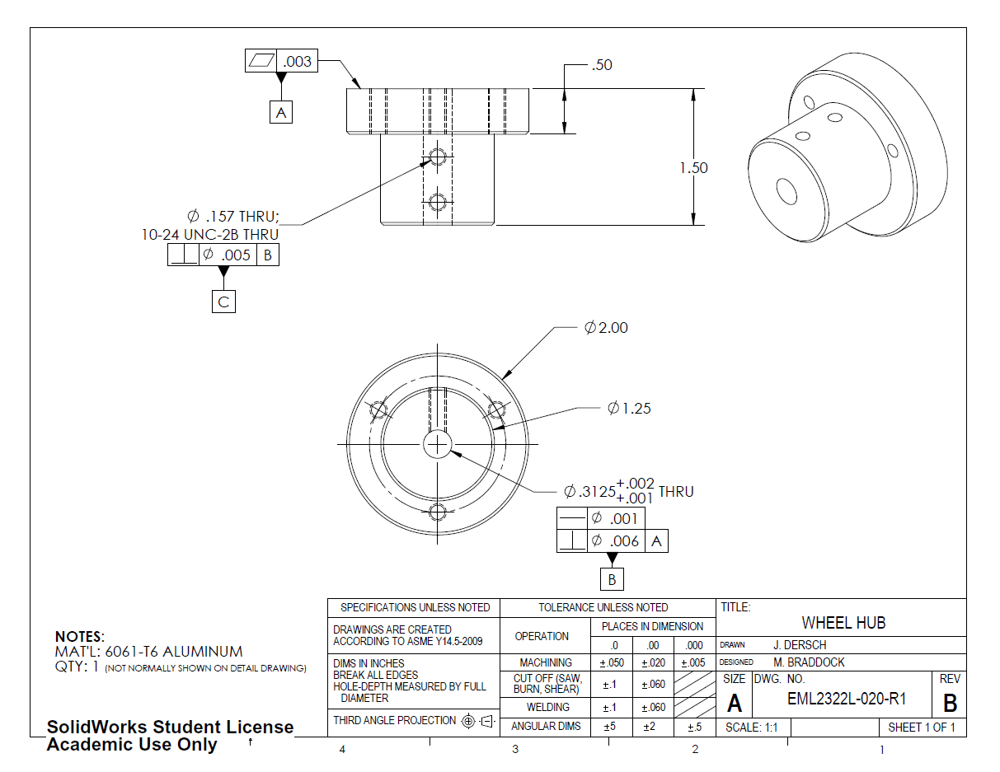 .003
A
.50
1.50
⌀ .157 THRU;
10-24 UNC-2B THRU
⌀ .005 B
C
⌀2.00
⌀1.25
⌀.3125 +.002 THRU
+.001
⌀ .001
⌀ .006 A
B
NOTES:
MAT'L: 6061-T6 ALUMINUM
QTY: 1 (NOT NORMALLY SHOWN ON DETAIL DRAWING)
SPECIFICATIONS UNLESS NOTED
DRAWINGS ARE CREATED
ACCORDING TO ASME Y14.5-2009
DIMS IN INCHES
BREAK ALL EDGES
HOLE-DEPTH MEASURED BY FULL
DIAMETER
THIRD ANGLE PROJECTION
TOLERANCE UNLESS NOTED
OPERATION
PLACES IN DIMENSION
.0 .00 .000
MACHINING ±.050 ±.020 ±.005
CUT OFF (SAW,
BURN, SHEAR) ±.1 ±.060
WELDING ±.1 ±.060
ANGULAR DIMS ±5 ±2 ±.5
TITLE:
WHEEL HUB
DRAWN J. DERSCH
DESIGNED M. BRADDOCK
SIZE DWG. NO. REV
A EML2322L-020-R1 B
SCALE: 1:1 SHEET 1 OF 1
SolidWorks Student License
Academic Use Only
4 3 2 1